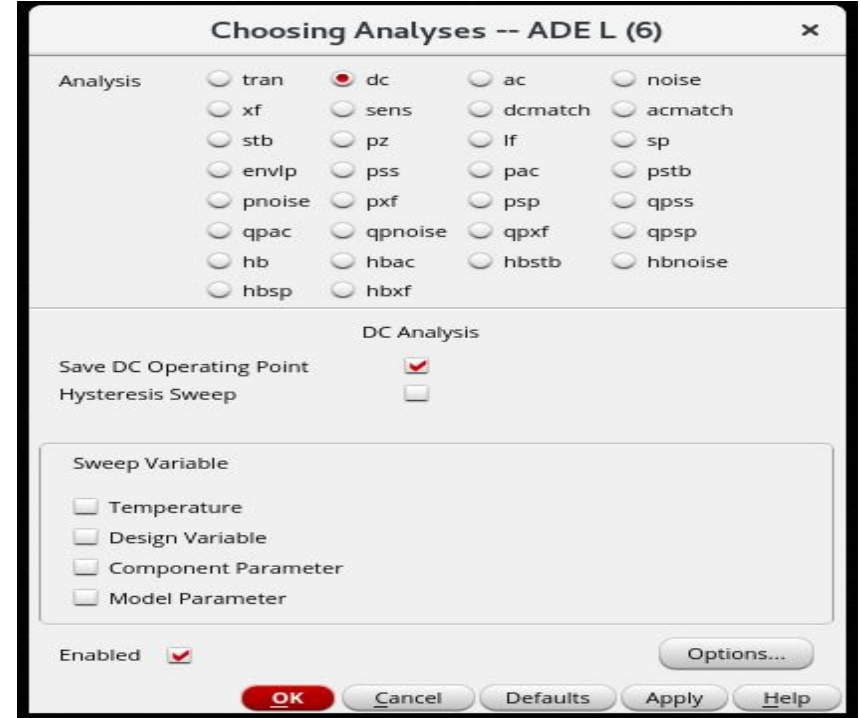 Choosing Analyses -- ADE L (6)
Analysis tran dc ac noise
xf sens dcmatch acmatch
stb pz lf sp
envlp pss pac pstb
pnoise pxf psp qpss
qpac qpnoise qpxf qpsp
hb hbac hbstb hbnoise
hbsp hbxf
DC Analysis
Save DC Operating Point
Hysteresis Sweep
Sweep Variable
Temperature
Design Variable
Component Parameter
Model Parameter
Enabled Options...
OK Cancel Defaults Apply Help